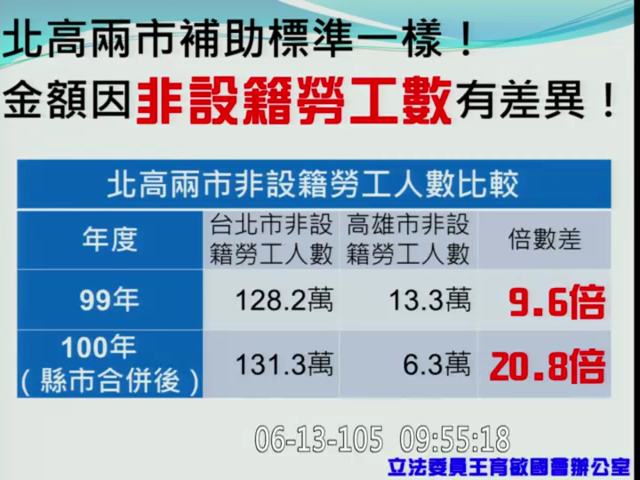 北高兩市補助標準一樣！
金額因非設籍勞工數有差異！
北高兩市非設籍勞工人數比較
年度 台北市非設籍勞工人數 高雄市非設籍勞工人數 倍數差
99年 128.2萬 13.3萬 9.6倍
100年
（縣市合併後） 131.3萬 6.3萬 20.8倍
06-13-105 09:55:18
立法委員王育敏國會辦公室